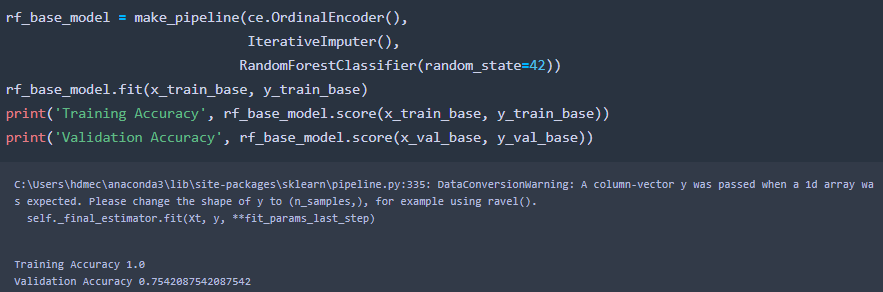 rf_base_model = make_pipeline(ce.OrdinalEncoder(),
IterativeImputer(),
RandomForestClassifier(random_state=42))
rf_base_model.fit(x_train_base, y_train_base)
print('Training Accuracy', rf_base_model.score(x_train_base, y_train_base))
print('Validation Accuracy', rf_base_model.score(x_val_base, y_val_base))
C:\Users\hdmec\anaconda3\lib\site-packages\sklearn\pipeline.py:335: DataConversionWarning: A column-vector y was passed when a 1d array wa
s expected. Please change the shape of y to (n_samples,), for example using ravel().
self._final_estimator.fit(Xt, y, **fit_params_last_step)
Training Accuracy 1.0
Validation Accuracy 0.7542087542087542